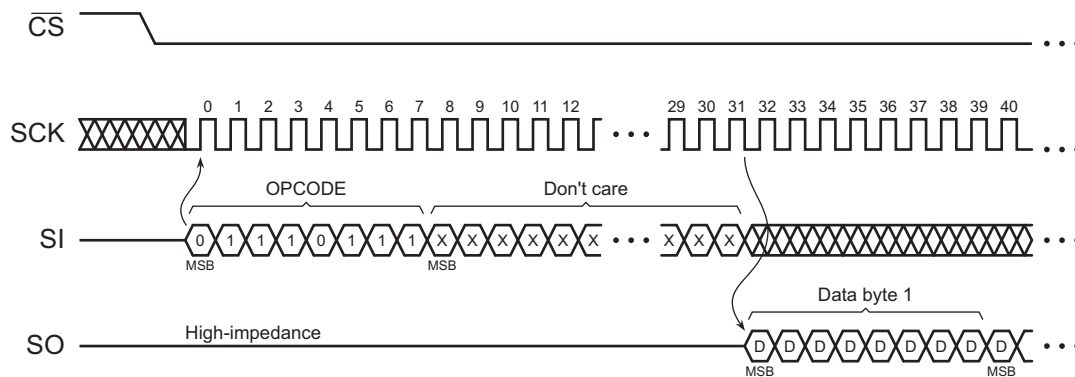 CS
0 1 2 3 4 5 6 7 8 9 10 11 12 29 30 31 32 33 34 35 36 37 38 39 40
SCK
OPCODE Don't care
SI 0 1 1 1 0 1 1 1 X X X X X X X X X
MSB MSB
Data byte 1
High-impedance
SO D D D D D D D D D
MSB MSB